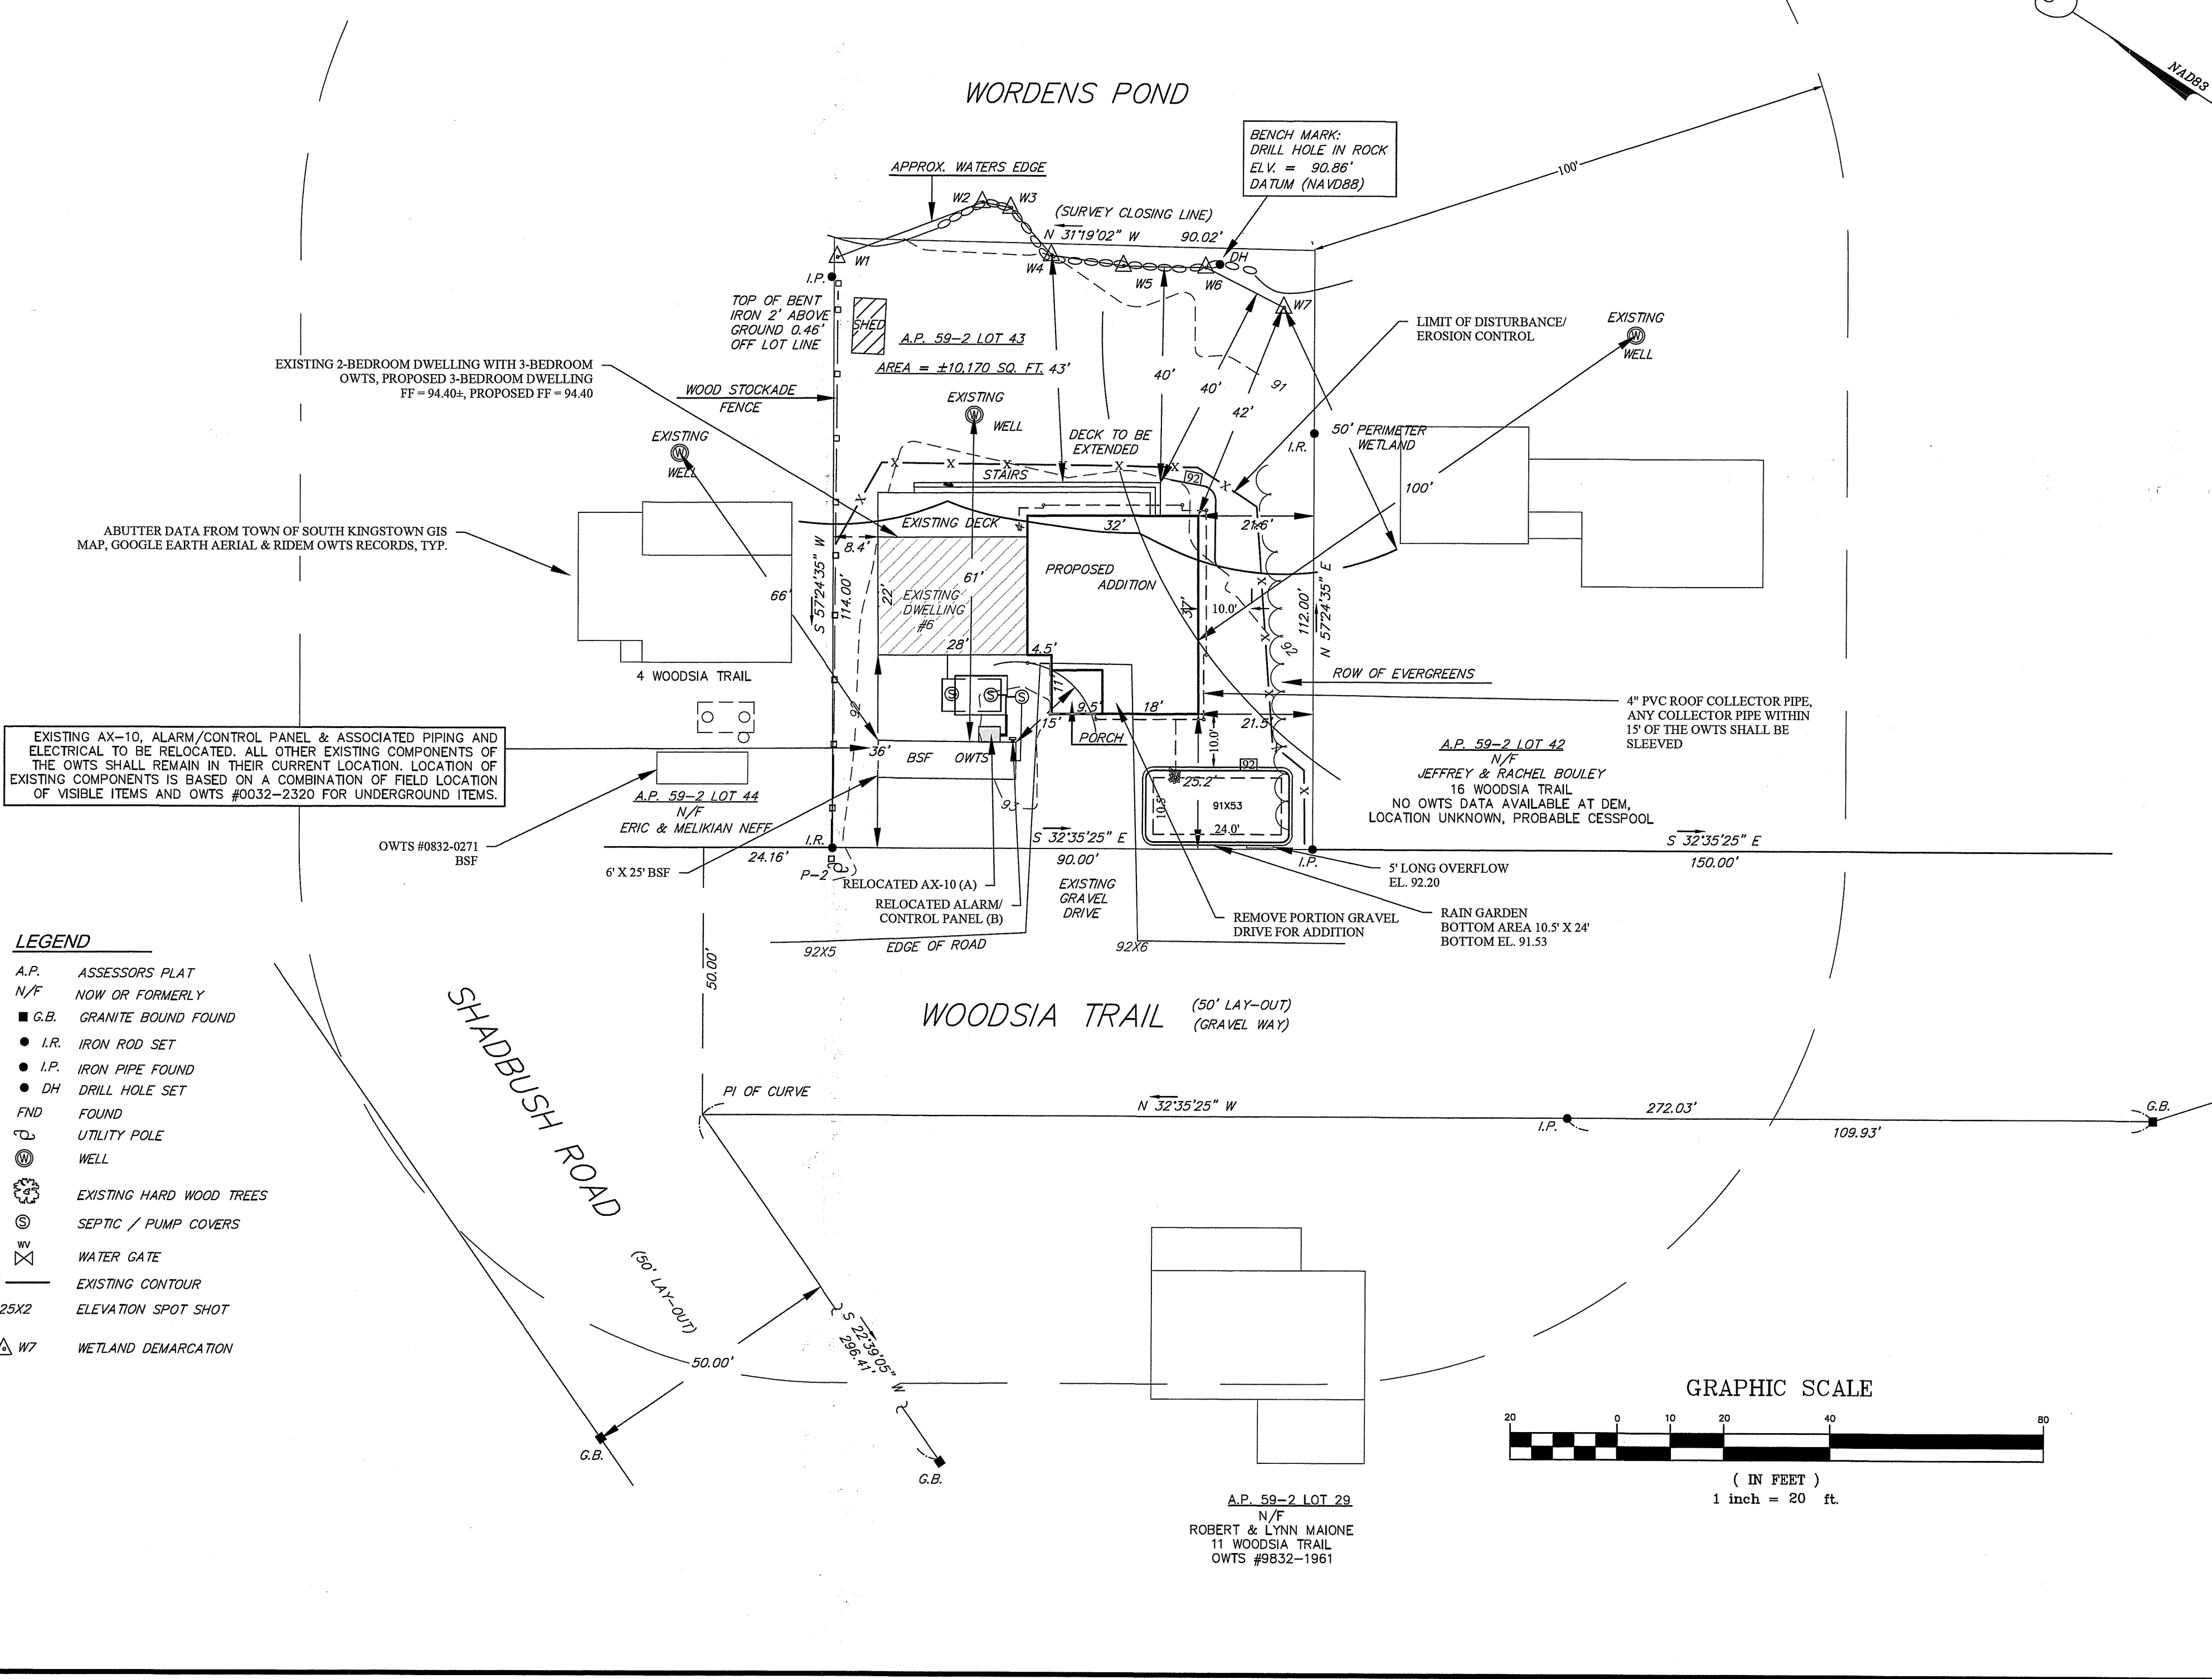 NAD83
WORDENS POND
BENCH MARK:
DRILL HOLE IN ROCK
ELV. = 90.86'
DATUM (NAVD88)
100'
APPROX. WATERS EDGE
W2
W3
(SURVEY CLOSING LINE)
N 31°19'02" W
90.02'
W1
W4
W5
W6
DH
W7
I.P.
TOP OF BENT
IRON 2' ABOVE
GROUND 0.46'
OFF LOT LINE
SHED
A.P. 59-2 LOT 43
AREA = ±10,170 SQ. FT.
43'
40'
40'
42'
91
LIMIT OF DISTURBANCE/
EROSION CONTROL
EXISTING
W
WELL
EXISTING 2-BEDROOM DWELLING WITH 3-BEDROOM
OWTS, PROPOSED 3-BEDROOM DWELLING
FF = 94.40±, PROPOSED FF = 94.40
WOOD STOCKADE
FENCE
EXISTING
W
WELL
EXISTING
W
WELL
DECK TO BE
EXTENDED
I.R.
50' PERIMETER
WETLAND
100'
STAIRS
X X X X X X
X
92
ABUTTER DATA FROM TOWN OF SOUTH KINGSTOWN GIS
MAP, GOOGLE EARTH AERIAL & RIDEM OWTS RECORDS, TYP.
EXISTING DECK
4'
32'
21.6'
8.4'
S 57°24'35" W
114.00'
66'
22'
61'
EXISTING
DWELLING
#6
28'
PROPOSED
ADDITION
37'
10.0'
X
X
X
92
112.00'
N 57°24'35" E
4.5'
4 WOODSIA TRAIL
S S S
11'
9.5'
18'
15'
PORCH
21.5'
ROW OF EVERGREENS
4" PVC ROOF COLLECTOR PIPE,
ANY COLLECTOR PIPE WITHIN
15' OF THE OWTS SHALL BE
SLEEVED
EXISTING AX-10, ALARM/CONTROL PANEL & ASSOCIATED PIPING AND
ELECTRICAL TO BE RELOCATED. ALL OTHER EXISTING COMPONENTS OF
THE OWTS SHALL REMAIN IN THEIR CURRENT LOCATION. LOCATION OF
EXISTING COMPONENTS IS BASED ON A COMBINATION OF FIELD LOCATION
OF VISIBLE ITEMS AND OWTS #0032-2320 FOR UNDERGROUND ITEMS.
92
36'
BSF OWTS
93
10.0'
92
25.2'
91X53
10.5'
24.0'
X
A.P. 59-2 LOT 42
N/F
JEFFREY & RACHEL BOULEY
16 WOODSIA TRAIL
NO OWTS DATA AVAILABLE AT DEM,
LOCATION UNKNOWN, PROBABLE CESSPOOL
A.P. 59-2 LOT 44
N/F
ERIC & MELIKIAN NEFF
OWTS #0832-0271
BSF
I.R.
24.16'
P-2
6' X 25' BSF
S 32°35'25" E
90.00'
I.P.
S 32°35'25" E
150.00'
RELOCATED AX-10 (A)
RELOCATED ALARM/
CONTROL PANEL (B)
EXISTING
GRAVEL
DRIVE
REMOVE PORTION GRAVEL
DRIVE FOR ADDITION
5' LONG OVERFLOW
EL. 92.20
RAIN GARDEN
BOTTOM AREA 10.5' X 24'
BOTTOM EL. 91.53
92X5
EDGE OF ROAD
92X6
50.00'
WOODSIA TRAIL
(50' LAY-OUT)
(GRAVEL WAY)
LEGEND
A.P. ASSESSORS PLAT
N/F NOW OR FORMERLY
G.B. GRANITE BOUND FOUND
I.R. IRON ROD SET
I.P. IRON PIPE FOUND
DH DRILL HOLE SET
FND FOUND
UTILITY POLE
W WELL
4" EXISTING HARD WOOD TREES
S SEPTIC / PUMP COVERS
WV
WATER GATE
EXISTING CONTOUR
25X2 ELEVATION SPOT SHOT
W7 WETLAND DEMARCATION
SHADBUSH ROAD
(50' LAY-OUT)
PI OF CURVE
N 32°35'25" W
272.03'
I.P.
109.93'
G.B.
50.00'
S 22°39'05" W
296.41'
G.B.
G.B.
A.P. 59-2 LOT 29
N/F
ROBERT & LYNN MAIONE
11 WOODSIA TRAIL
OWTS #9832-1961
GRAPHIC SCALE
20 0 10 20 40 80
( IN FEET )
1 inch = 20 ft.